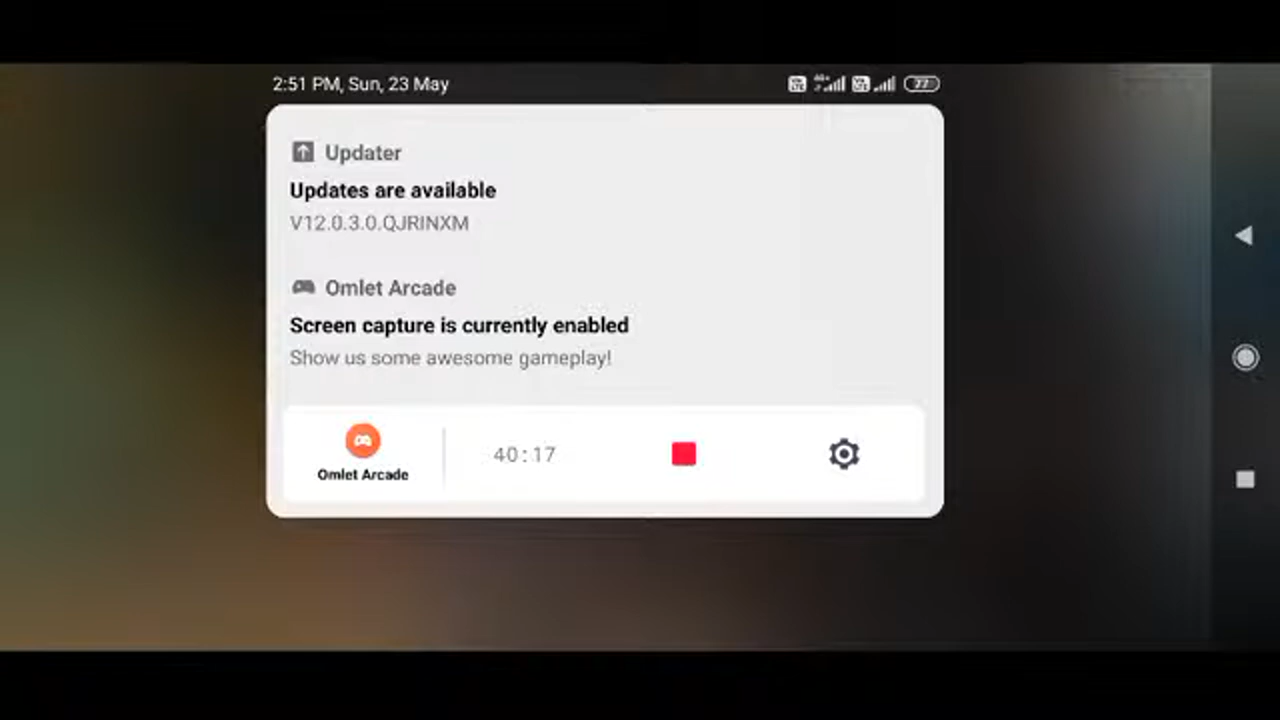 2:51 PM, Sun, 23 May
77
Updater
Updates are available
V12.0.3.0.QJRINXM
Omlet Arcade
Screen capture is currently enabled
Show us some awesome gameplay!
40:17
Omlet Arcade